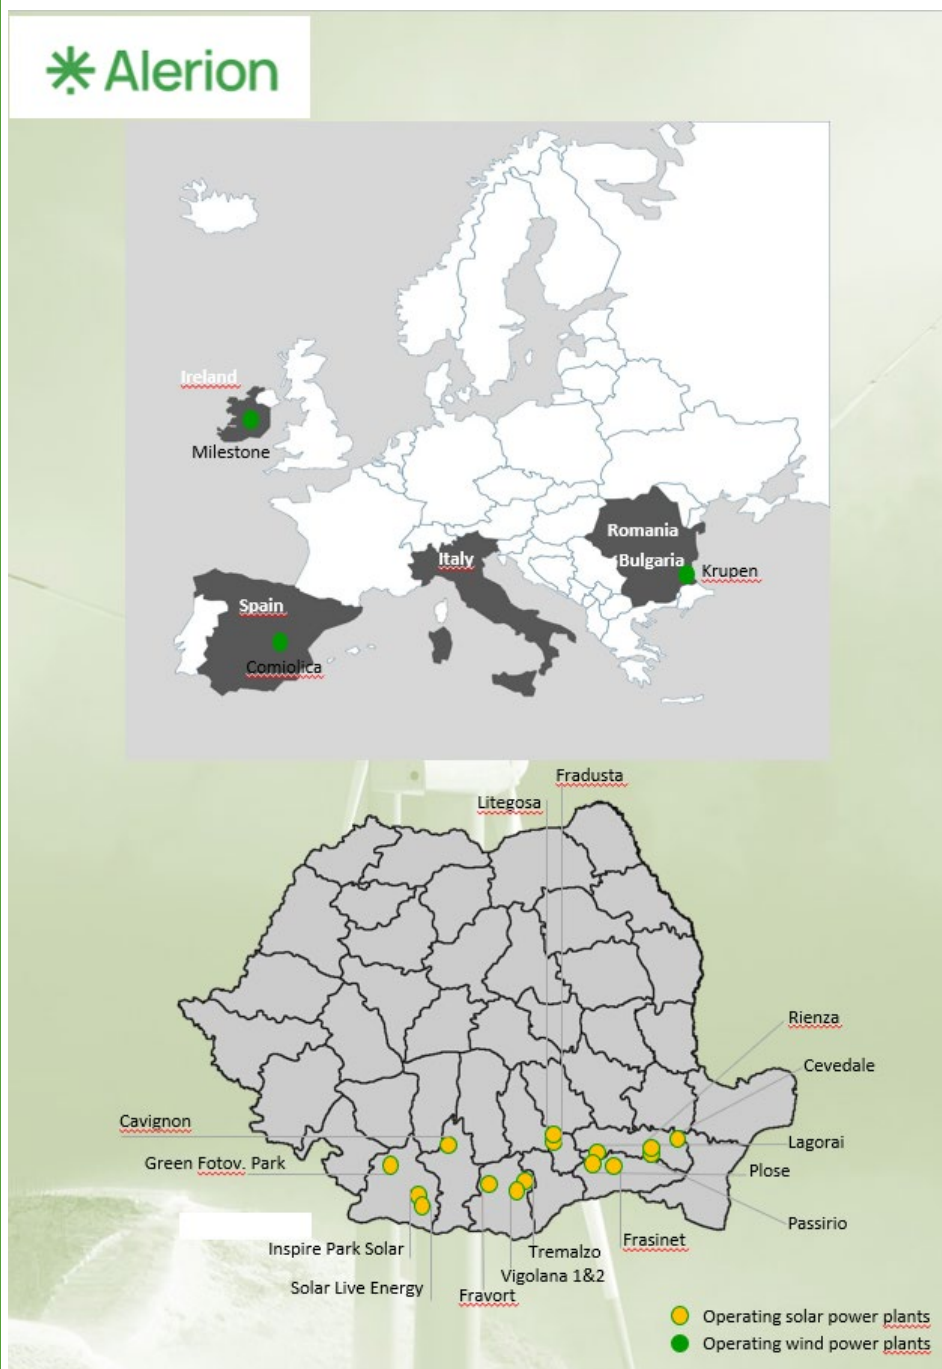 Alerion
Ireland
Milestone
Romania
Bulgaria
Krupen
Italy
Spain
Comiolica
Fradusta
Litegosa
Rienza
Cevedale
Cavignon
Lagorai
Green Fotov. Park
Plose
Passirio
Frasinet
Inspire Park Solar
Tremalzo
Vigolana 1&2
Solar Live Energy
Fravort
Operating solar power plants
Operating wind power plants